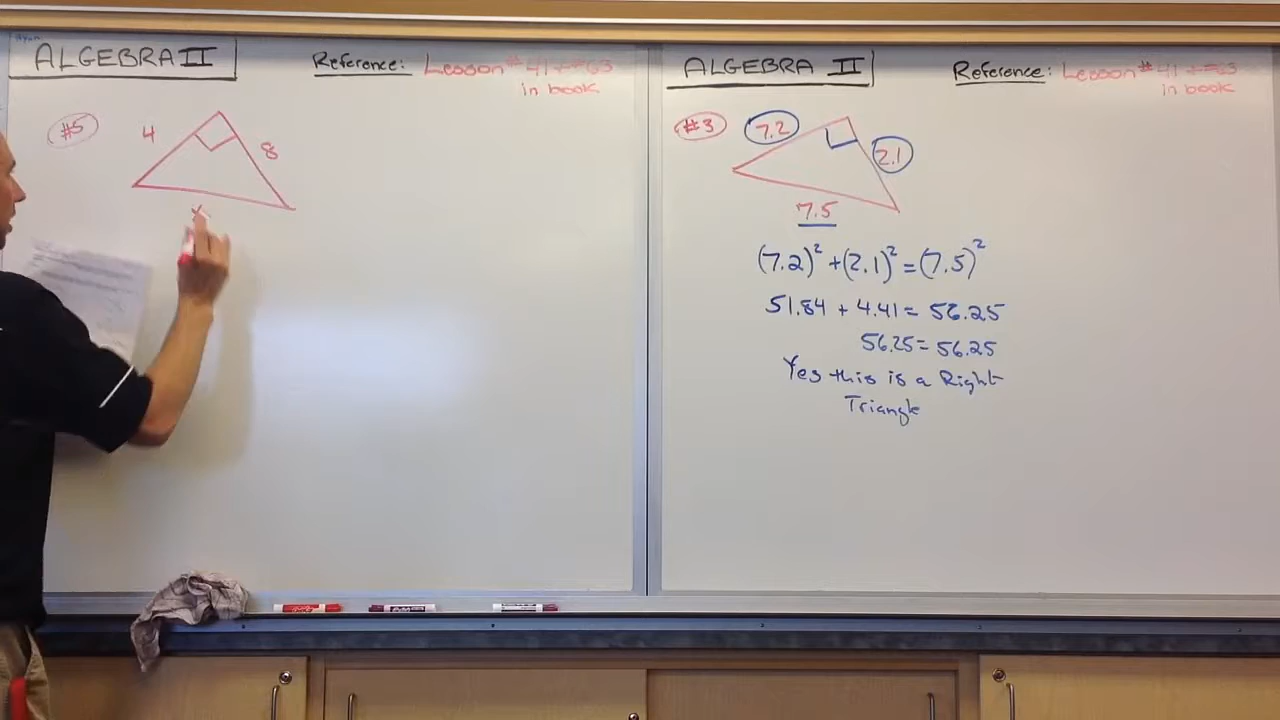 ALGEBRA II
Reference: Lesson # 41 + #63
in book
#5
4
8
x
ALGEBRA II
Reference: Lesson # 41 + #63
in book
#3
7.2
2.1
7.5
(7.2)² + (2.1)² = (7.5)²
51.84 + 4.41 = 56.25
56.25 = 56.25
Yes this is a Right
Triangle